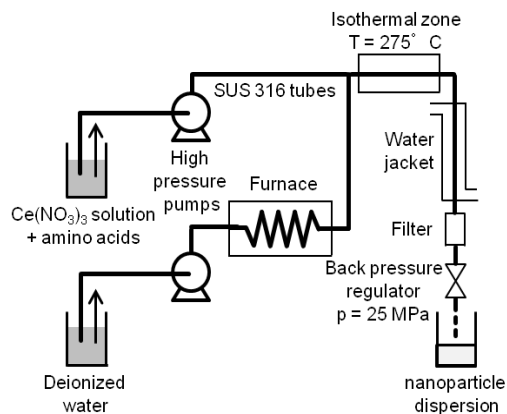 Isothermal zone
T = 275° C
SUS 316 tubes
Water
jacket
High
pressure
pumps
Furnace
Ce(NO3)3 solution
+ amino acids
Filter
Back pressure
regulator
p = 25 MPa
Deionized
water
nanoparticle
dispersion